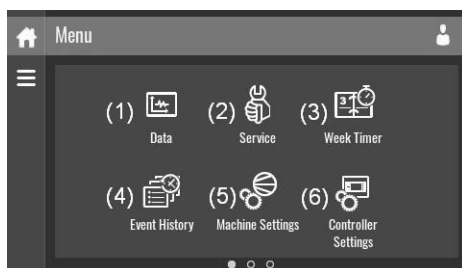 Menu
(1) (2) (3)
Data Service Week Timer
(4) (5) (6)
Event History Machine Settings Controller
Settings